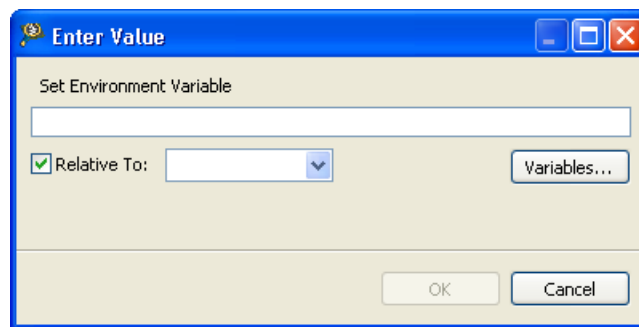 Enter Value
Set Environment Variable
Relative To:
Variables...
OK
Cancel